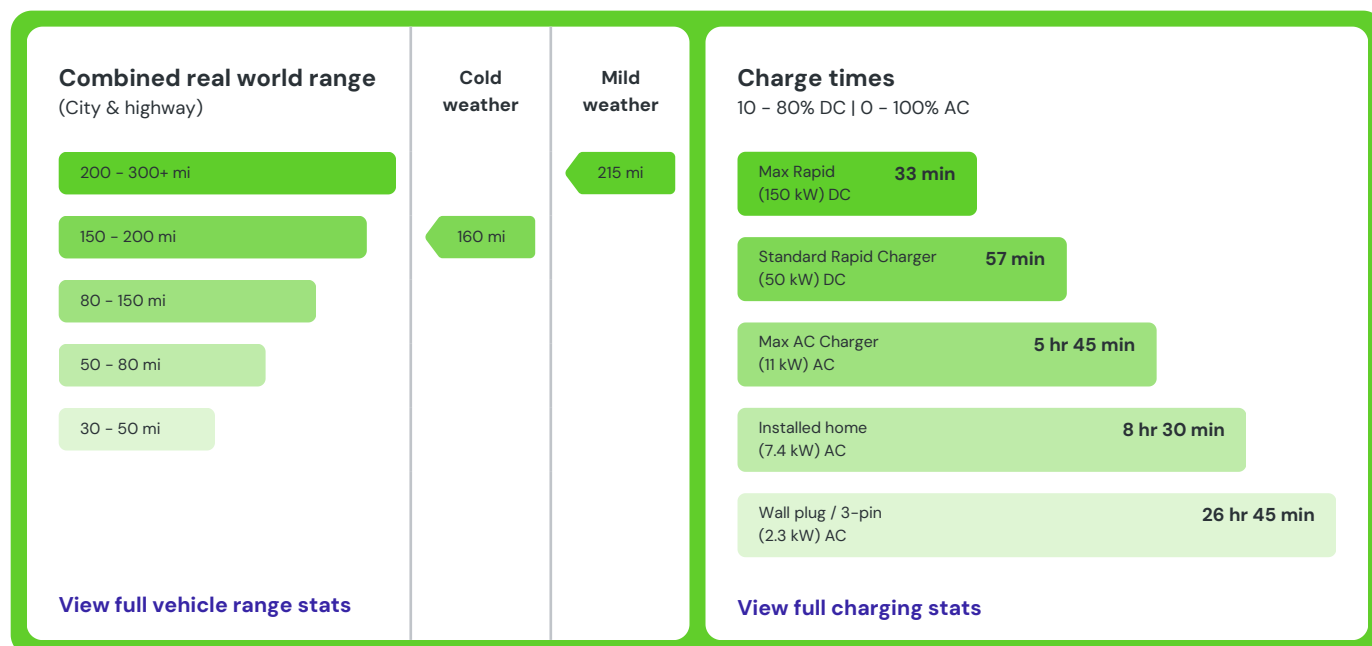 Combined real world range
(City & highway)
Cold
weather
Mild
weather
200 - 300+ mi
215 mi
150 - 200 mi
160 mi
80 - 150 mi
50 - 80 mi
30 - 50 mi
View full vehicle range stats
Charge times
10 - 80% DC | 0 - 100% AC
Max Rapid
(150 kW) DC
33 min
Standard Rapid Charger
(50 kW) DC
57 min
Max AC Charger
(11 kW) AC
5 hr 45 min
Installed home
(7.4 kW) AC
8 hr 30 min
Wall plug / 3-pin
(2.3 kW) AC
26 hr 45 min
View full charging stats